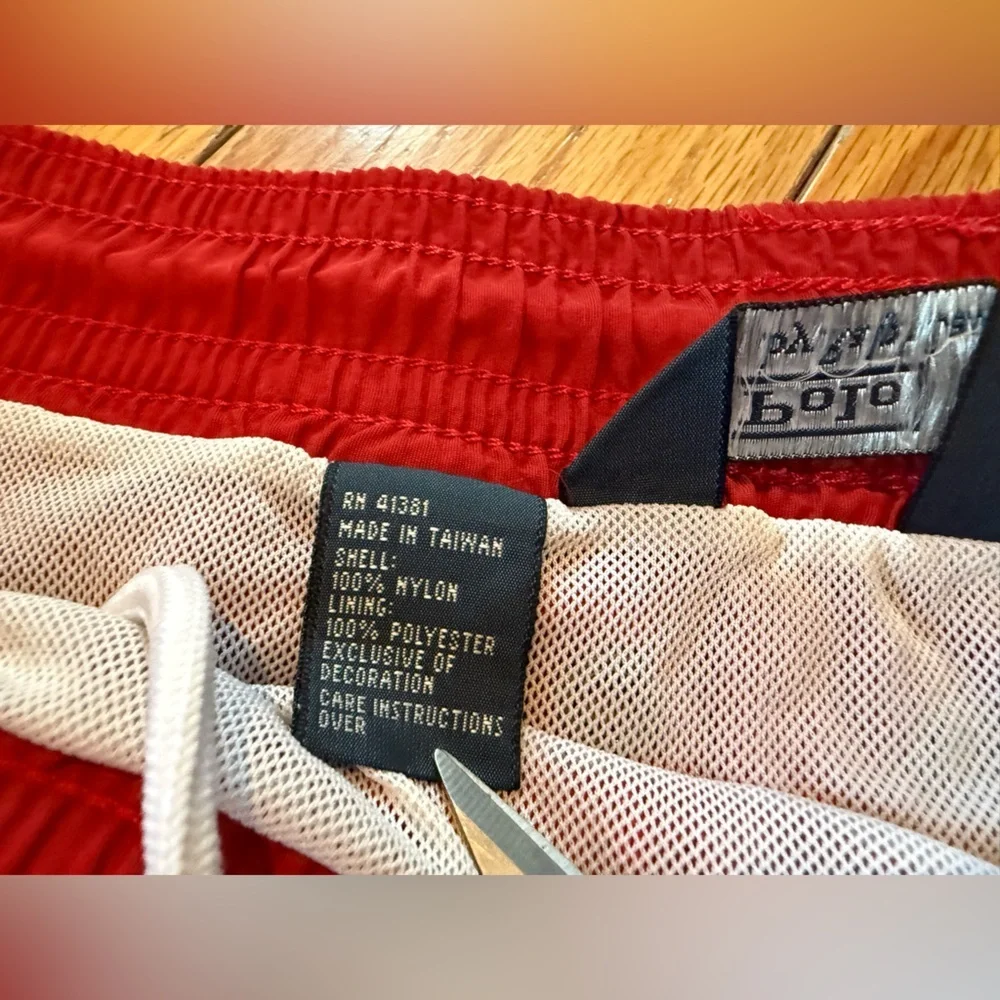 RN 41381
MADE IN TAIWAN
SHELL:
100% NYLON
LINING:
100% POLYESTER
EXCLUSIVE OF
DECORATION
CARE INSTRUCTIONS
OVER
Polo